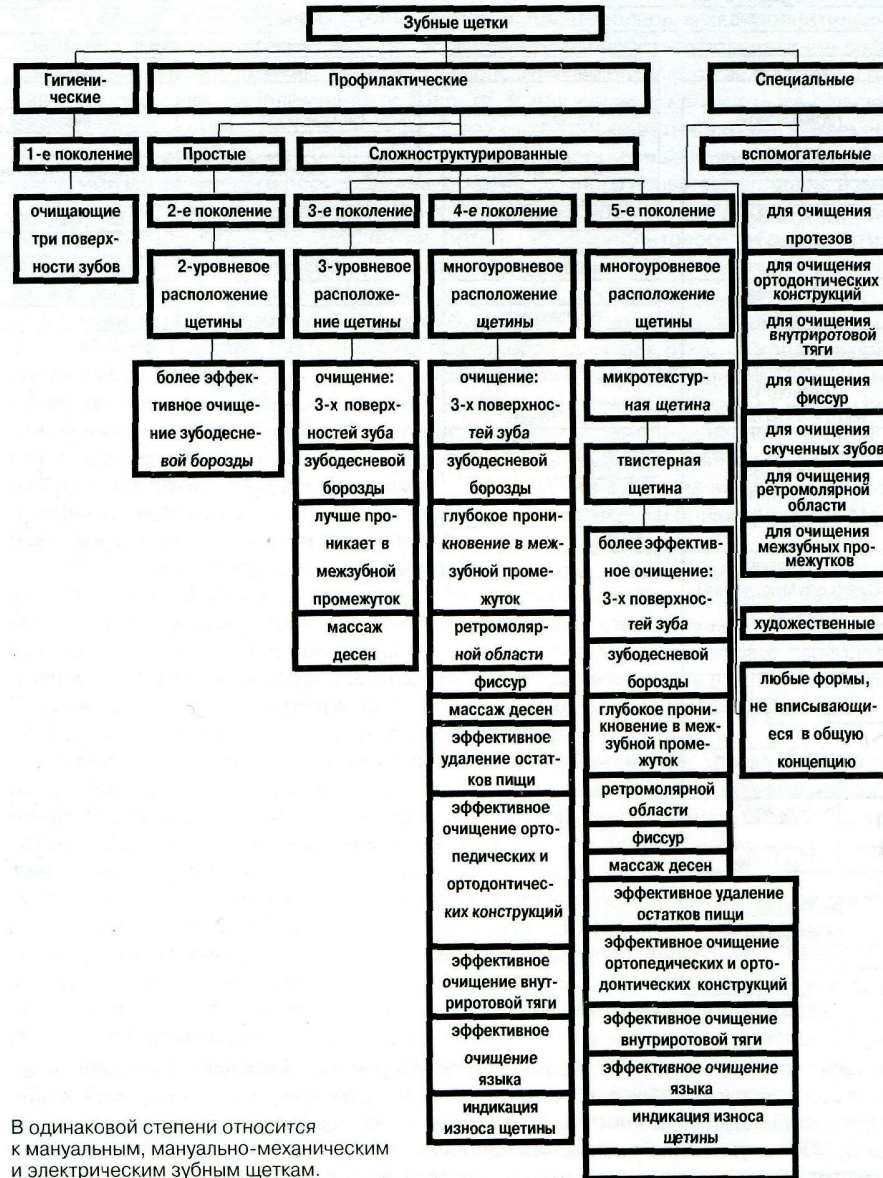 Зубные щетки
Гигиени-
ческие
Профилактические
Специальные
1-е поколение
Простые
Сложноструктурированные
вспомогательные
очищающие
три поверх-
ности зубов
2-е поколение
2-уровневое
расположение
щетины
более эффек-
тивное очище-
ние зубодесне-
вой борозды
3-е поколение
3-уровневое
расположе-
ние щетины
очищение:
3-х поверх-
ностей зуба
зубодесневой
борозды
лучше про-
никает в
межзубной
промежуток
массаж
десен
4-е поколение
многоуровневое
расположение
щетины
очищение:
3-х поверхнос-
тей зуба
зубодесневой
борозды
глубокое прони-
кновение в меж-
зубной проме-
жуток
ретромоляр-
ной области
фиссур
массаж десен
эффективное
удаление остат-
ков пищи
эффективное
очищение орто-
педических и
ортодонтичес-
ких конструкций
эффективное
очищение внут-
риротовой тяги
эффективное
очищение
языка
индикация
износа щетины
5-е поколение
многоуровневое
расположение
щетины
микротекстур-
ная щетина
твистерная
щетина
более эффектив-
ное очищение:
3-х поверхнос-
тей зуба
зубодесневой
борозды
глубокое прони-
кновение в меж-
зубной проме-
жуток
ретромолярной
области
фиссур
массаж десен
эффективное удаление
остатков пищи
эффективное очищение
ортопедических и орто-
донтических конструкций
эффективное очищение
внутриротовой тяги
эффективное очищение
языка
индикация износа
щетины
для очищения
протезов
для очищения
ортодонтических
конструкций
для очищения
внутриротовой
тяги
для очищения
фиссур
для очищения
скученных зубов
для очищения
ретромолярной
области
для очищения
межзубных про-
межутков
художественные
любые формы,
не вписывающи-
еся в общую
концепцию
В одинаковой степени относится
к мануальным, мануально-механическим
и электрическим зубным щеткам.